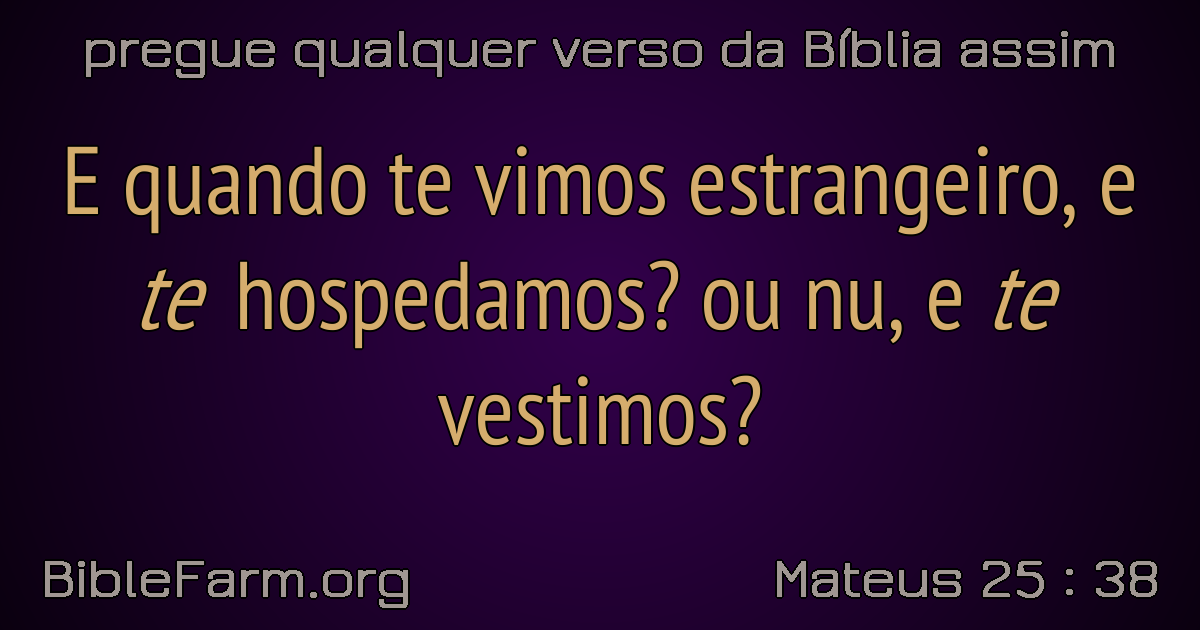 pregue qualquer verso da Bíblia assim
E quando te vimos estrangeiro, e
te hospedamos? ou nu, e te
vestimos?
BibleFarm.org
Mateus 25 : 38